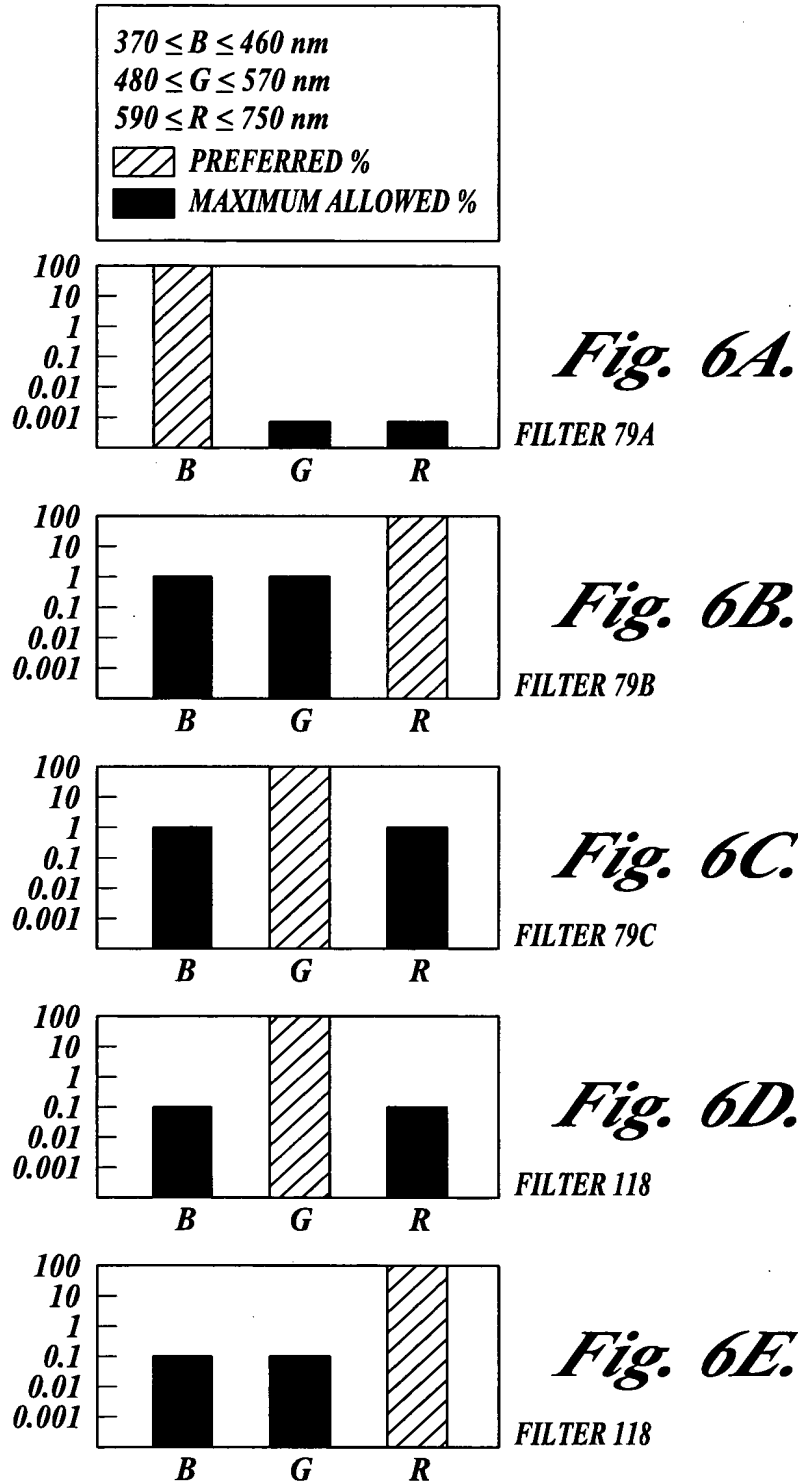 370 ≤ B ≤ 460 nm
480 ≤ G ≤ 570 nm
590 ≤ R ≤ 750 nm
PREFERRED %
MAXIMUM ALLOWED %
100
10
1
0.1
0.01
0.001
B G R
Fig. 6A.
FILTER 79A
100
10
1
0.1
0.01
0.001
B G R
Fig. 6B.
FILTER 79B
100
10
1
0.1
0.01
0.001
B G R
Fig. 6C.
FILTER 79C
100
10
1
0.1
0.01
0.001
B G R
Fig. 6D.
FILTER 118
100
10
1
0.1
0.01
0.001
B G R
Fig. 6E.
FILTER 118